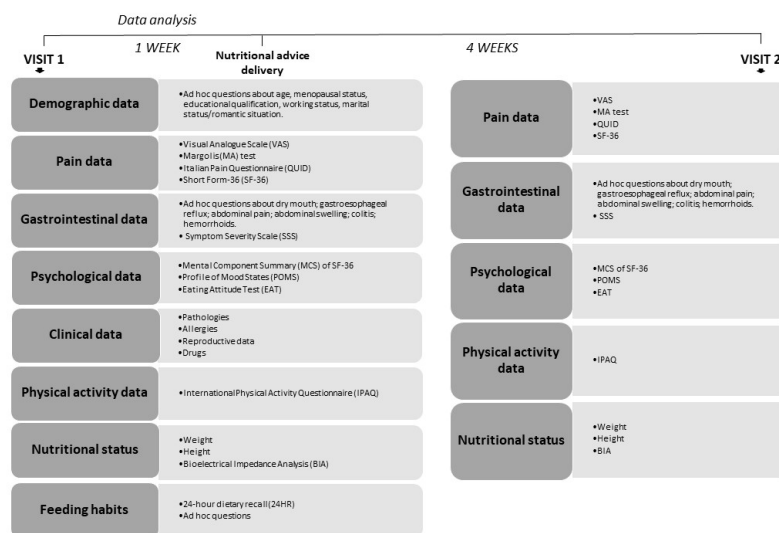 Data analysis
VISIT 1
1 WEEK
Nutritional advice
delivery
4 WEEKS
VISIT 2
Demographic data
•Ad hoc questions about age, menopausal status,
educational qualification, working status, marital
status/romantic situation.
Pain data
•Visual Analogue Scale (VAS)
•Margolis (MA) test
•Italian Pain Questionnaire (QUID)
•Short Form-36 (SF-36)
Gastrointestinal data
•Ad hoc questions about dry mouth; gastroesophageal
reflux; abdominal pain; abdominal swelling; colitis;
hemorrhoids.
• Symptom Severity Scale (SSS)
Psychological data
•Mental Component Summary (MCS) of SF-36
•Profile of Mood States (POMS)
•Eating Attitude Test (EAT)
Clinical data
•Pathologies
•Allergies
•Reproductive data
•Drugs
Physical activity data
•International Physical Activity Questionnaire (IPAQ)
Nutritional status
•Weight
•Height
•Bioelectrical Impedance Analysis (BIA)
Feeding habits
•24-hour dietary recall (24HR)
•Ad hoc questions
Pain data
•VAS
•MA test
•QUID
•SF-36
Gastrointestinal
data
•Ad hoc questions about dry mouth;
gastroesophageal reflux; abdominal pain;
abdominal swelling; colitis; hemorrhoids.
• SSS
Psychological
data
•MCS of SF-36
•POMS
•EAT
Physical activity
data
•IPAQ
Nutritional status
•Weight
•Height
•BIA